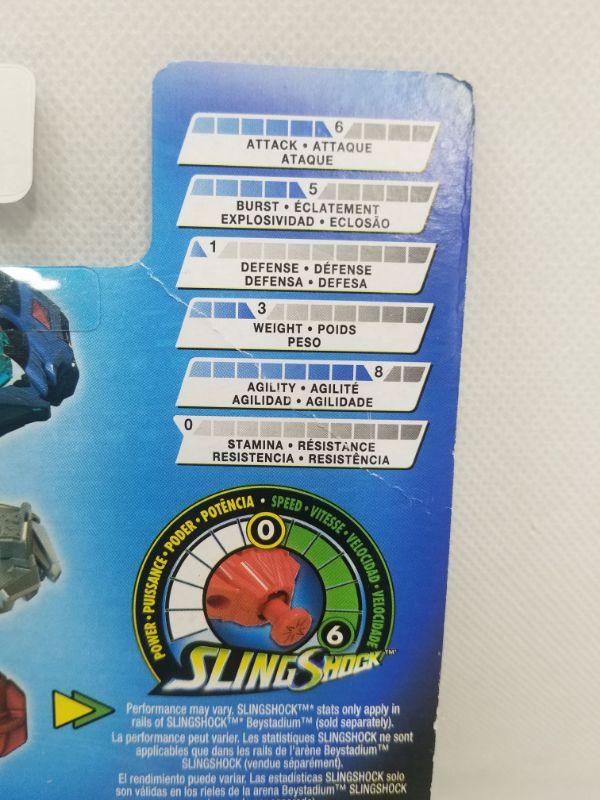 6
ATTACK • ATTAQUE
ATAQUE
5
BURST • ÉCLATEMENT
EXPLOSIVIDAD • ECLOSÃO
1
DEFENSE • DÉFENSE
DEFENSA • DEFESA
3
WEIGHT • POIDS
PESO
8
AGILITY • AGILITÉ
AGILIDAD • AGILIDADE
0
STAMINA • RÉSISTANCE
RESISTENCIA • RESISTÊNCIA
POWER • PUISSANCE • PODER • POTÊNCIA • SPEED • VITESSE • VELOCIDAD • VELOCIDADE
0
6
SLINGSHOCK™
Performance may vary. SLINGSHOCK™* stats only apply in
rails of SLINGSHOCK™* Beystadium™ (sold separately).
La performance peut varier. Les statistiques SLINGSHOCK ne sont
applicables que dans les rails de l'arène Beystadium™
SLINGSHOCK (vendue séparément).
El rendimiento puede variar. Las estadísticas SLINGSHOCK solo
son válidas en los rieles de la arena Beystadium™ SLINGSHOCK